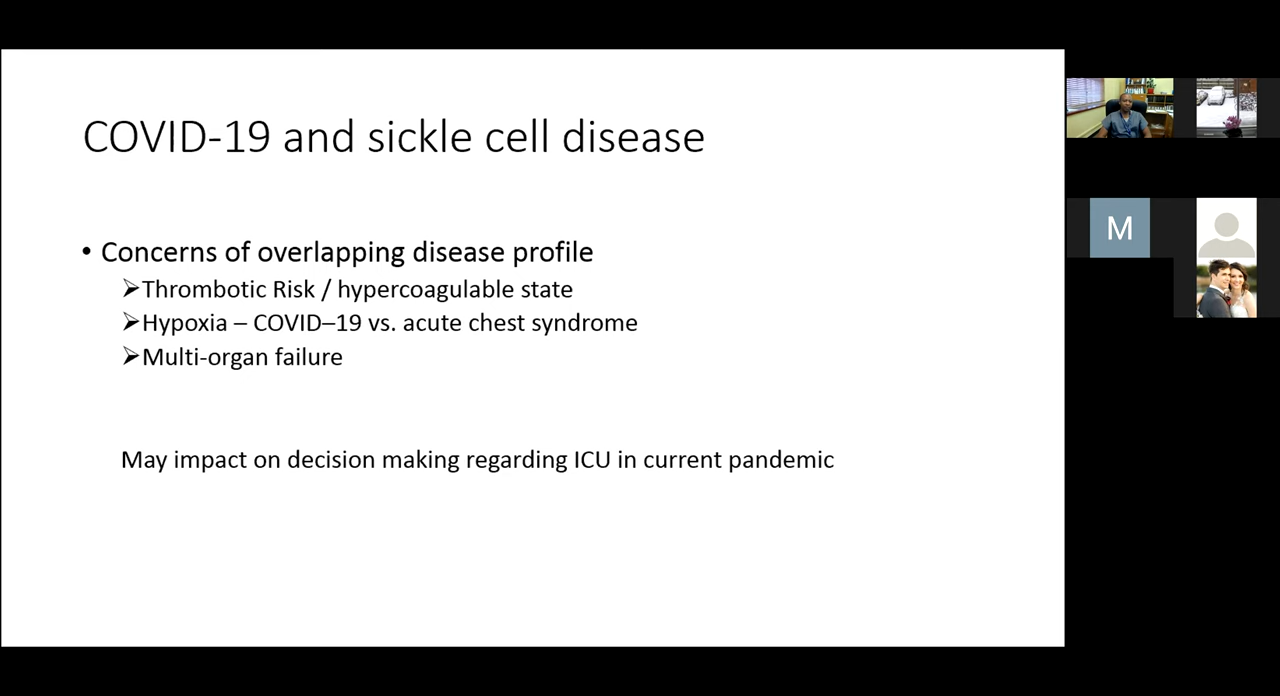 COVID-19 and sickle cell disease
• Concerns of overlapping disease profile
➢Thrombotic Risk / hypercoagulable state
➢Hypoxia – COVID–19 vs. acute chest syndrome
➢Multi-organ failure
May impact on decision making regarding ICU in current pandemic
M